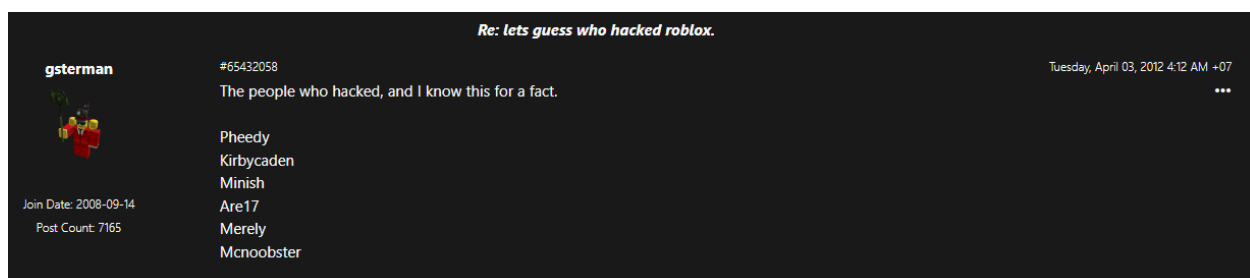 Re: lets guess who hacked roblox.
gsterman
#65432058
Tuesday, April 03, 2012 4:12 AM +07
The people who hacked, and I know this for a fact.
Pheedy
Kirbycaden
Minish
Are17
Merely
Mcnoobster
Join Date: 2008-09-14
Post Count: 7165